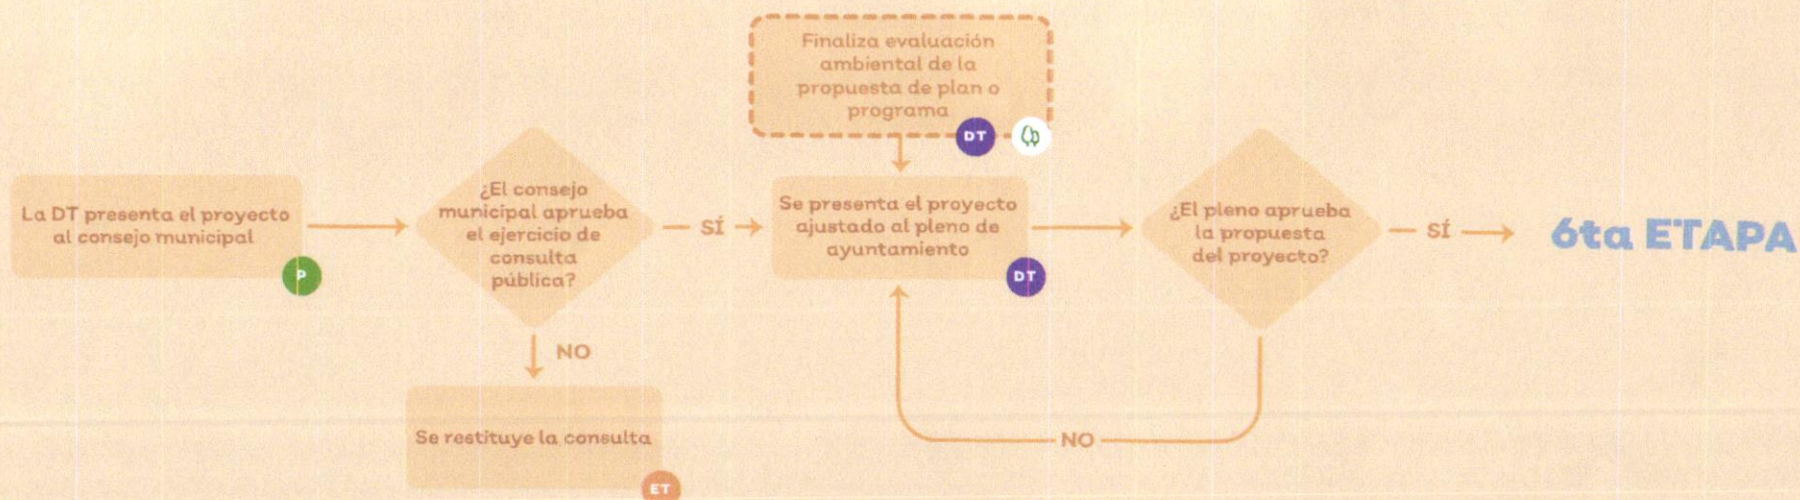 Finaliza evaluación
ambiental de la
propuesta de plan o
programa
DT
La DT presenta el proyecto
al consejo municipal
P
¿El consejo
municipal aprueba
el ejercicio de
consulta
pública?
SÍ
Se presenta el proyecto
ajustado al pleno de
ayuntamiento
DT
¿El pleno aprueba
la propuesta
del proyecto?
SÍ
6ta ETAPA
NO
Se restituye la consulta
ET
NO